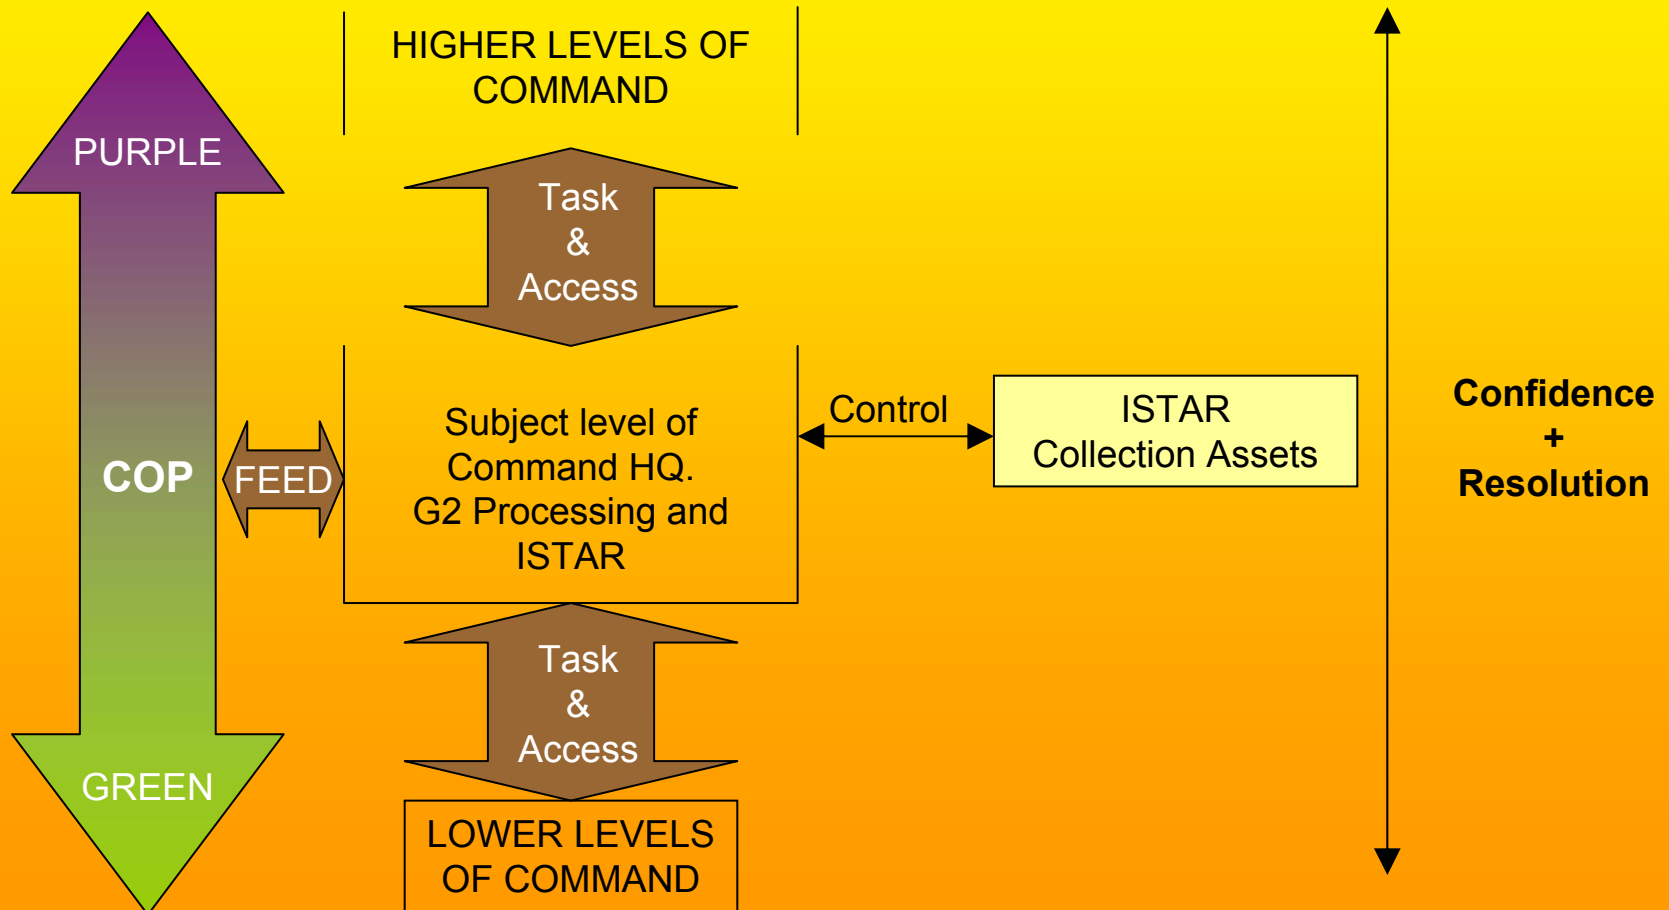 HIGHER LEVELS OF
COMMAND
PURPLE
Task
&
Access
COP
FEED
Subject level of
Command HQ.
G2 Processing and
ISTAR
Control
ISTAR
Collection Assets
Confidence
+
Resolution
Task
&
Access
GREEN
LOWER LEVELS
OF COMMAND